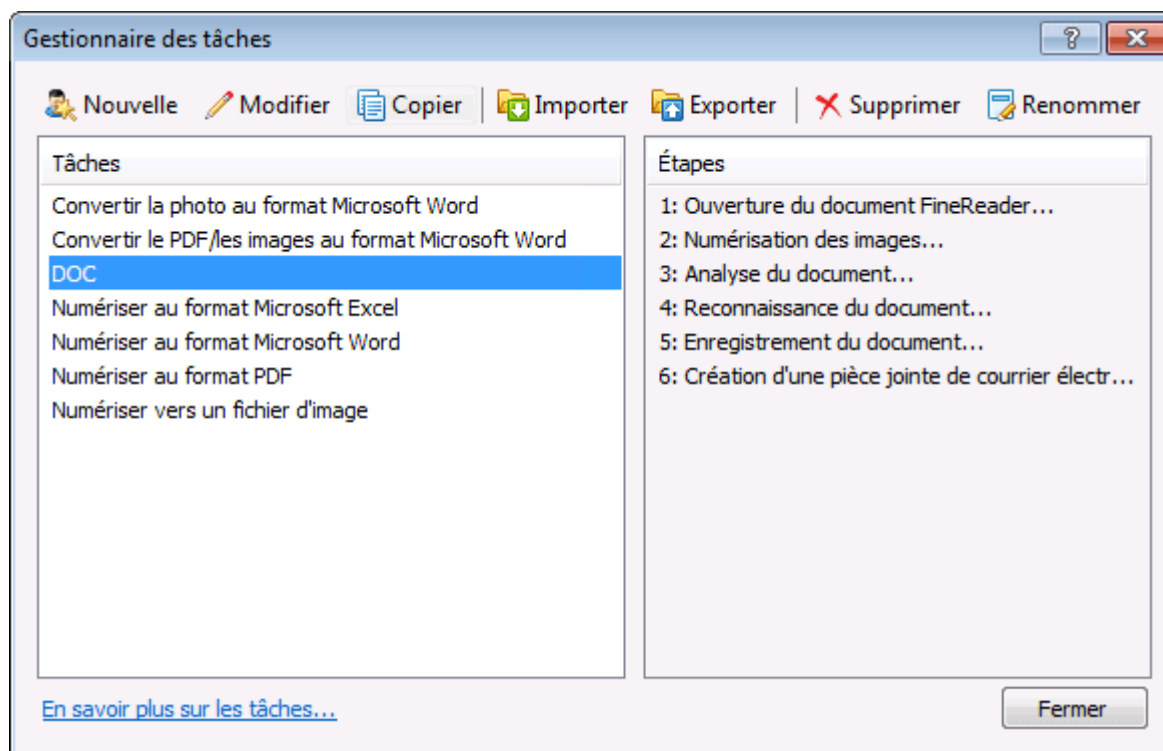 Gestionnaire des tâches
Nouvelle Modifier Copier Importer Exporter Supprimer Renommer
Tâches
Convertir la photo au format Microsoft Word
Convertir le PDF/les images au format Microsoft Word
DOC
Numériser au format Microsoft Excel
Numériser au format Microsoft Word
Numériser au format PDF
Numériser vers un fichier d'image
Étapes
1: Ouverture du document FineReader...
2: Numérisation des images...
3: Analyse du document...
4: Reconnaissance du document...
5: Enregistrement du document...
6: Création d'une pièce jointe de courrier électr...
En savoir plus sur les tâches...
Fermer